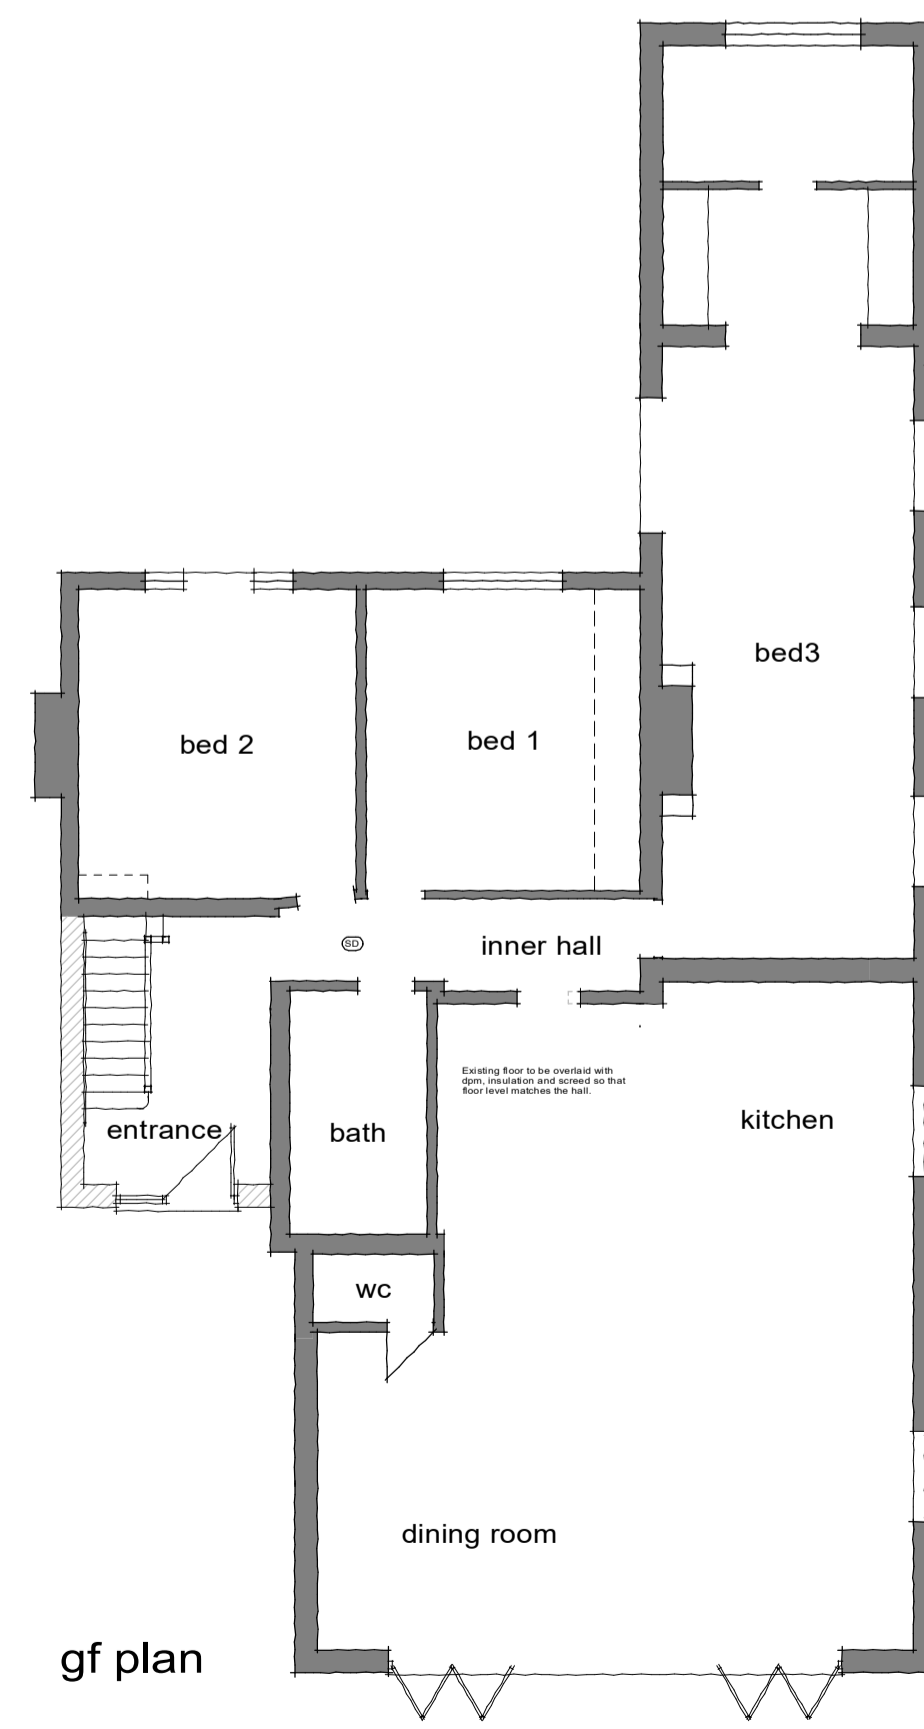 bed3
bed 2
bed 1
SD
inner hall
Existing floor to be overlaid with
dpm, insulation and screed so that
floor level matches the hall.
kitchen
entrance
bath
wc
dining room
gf plan